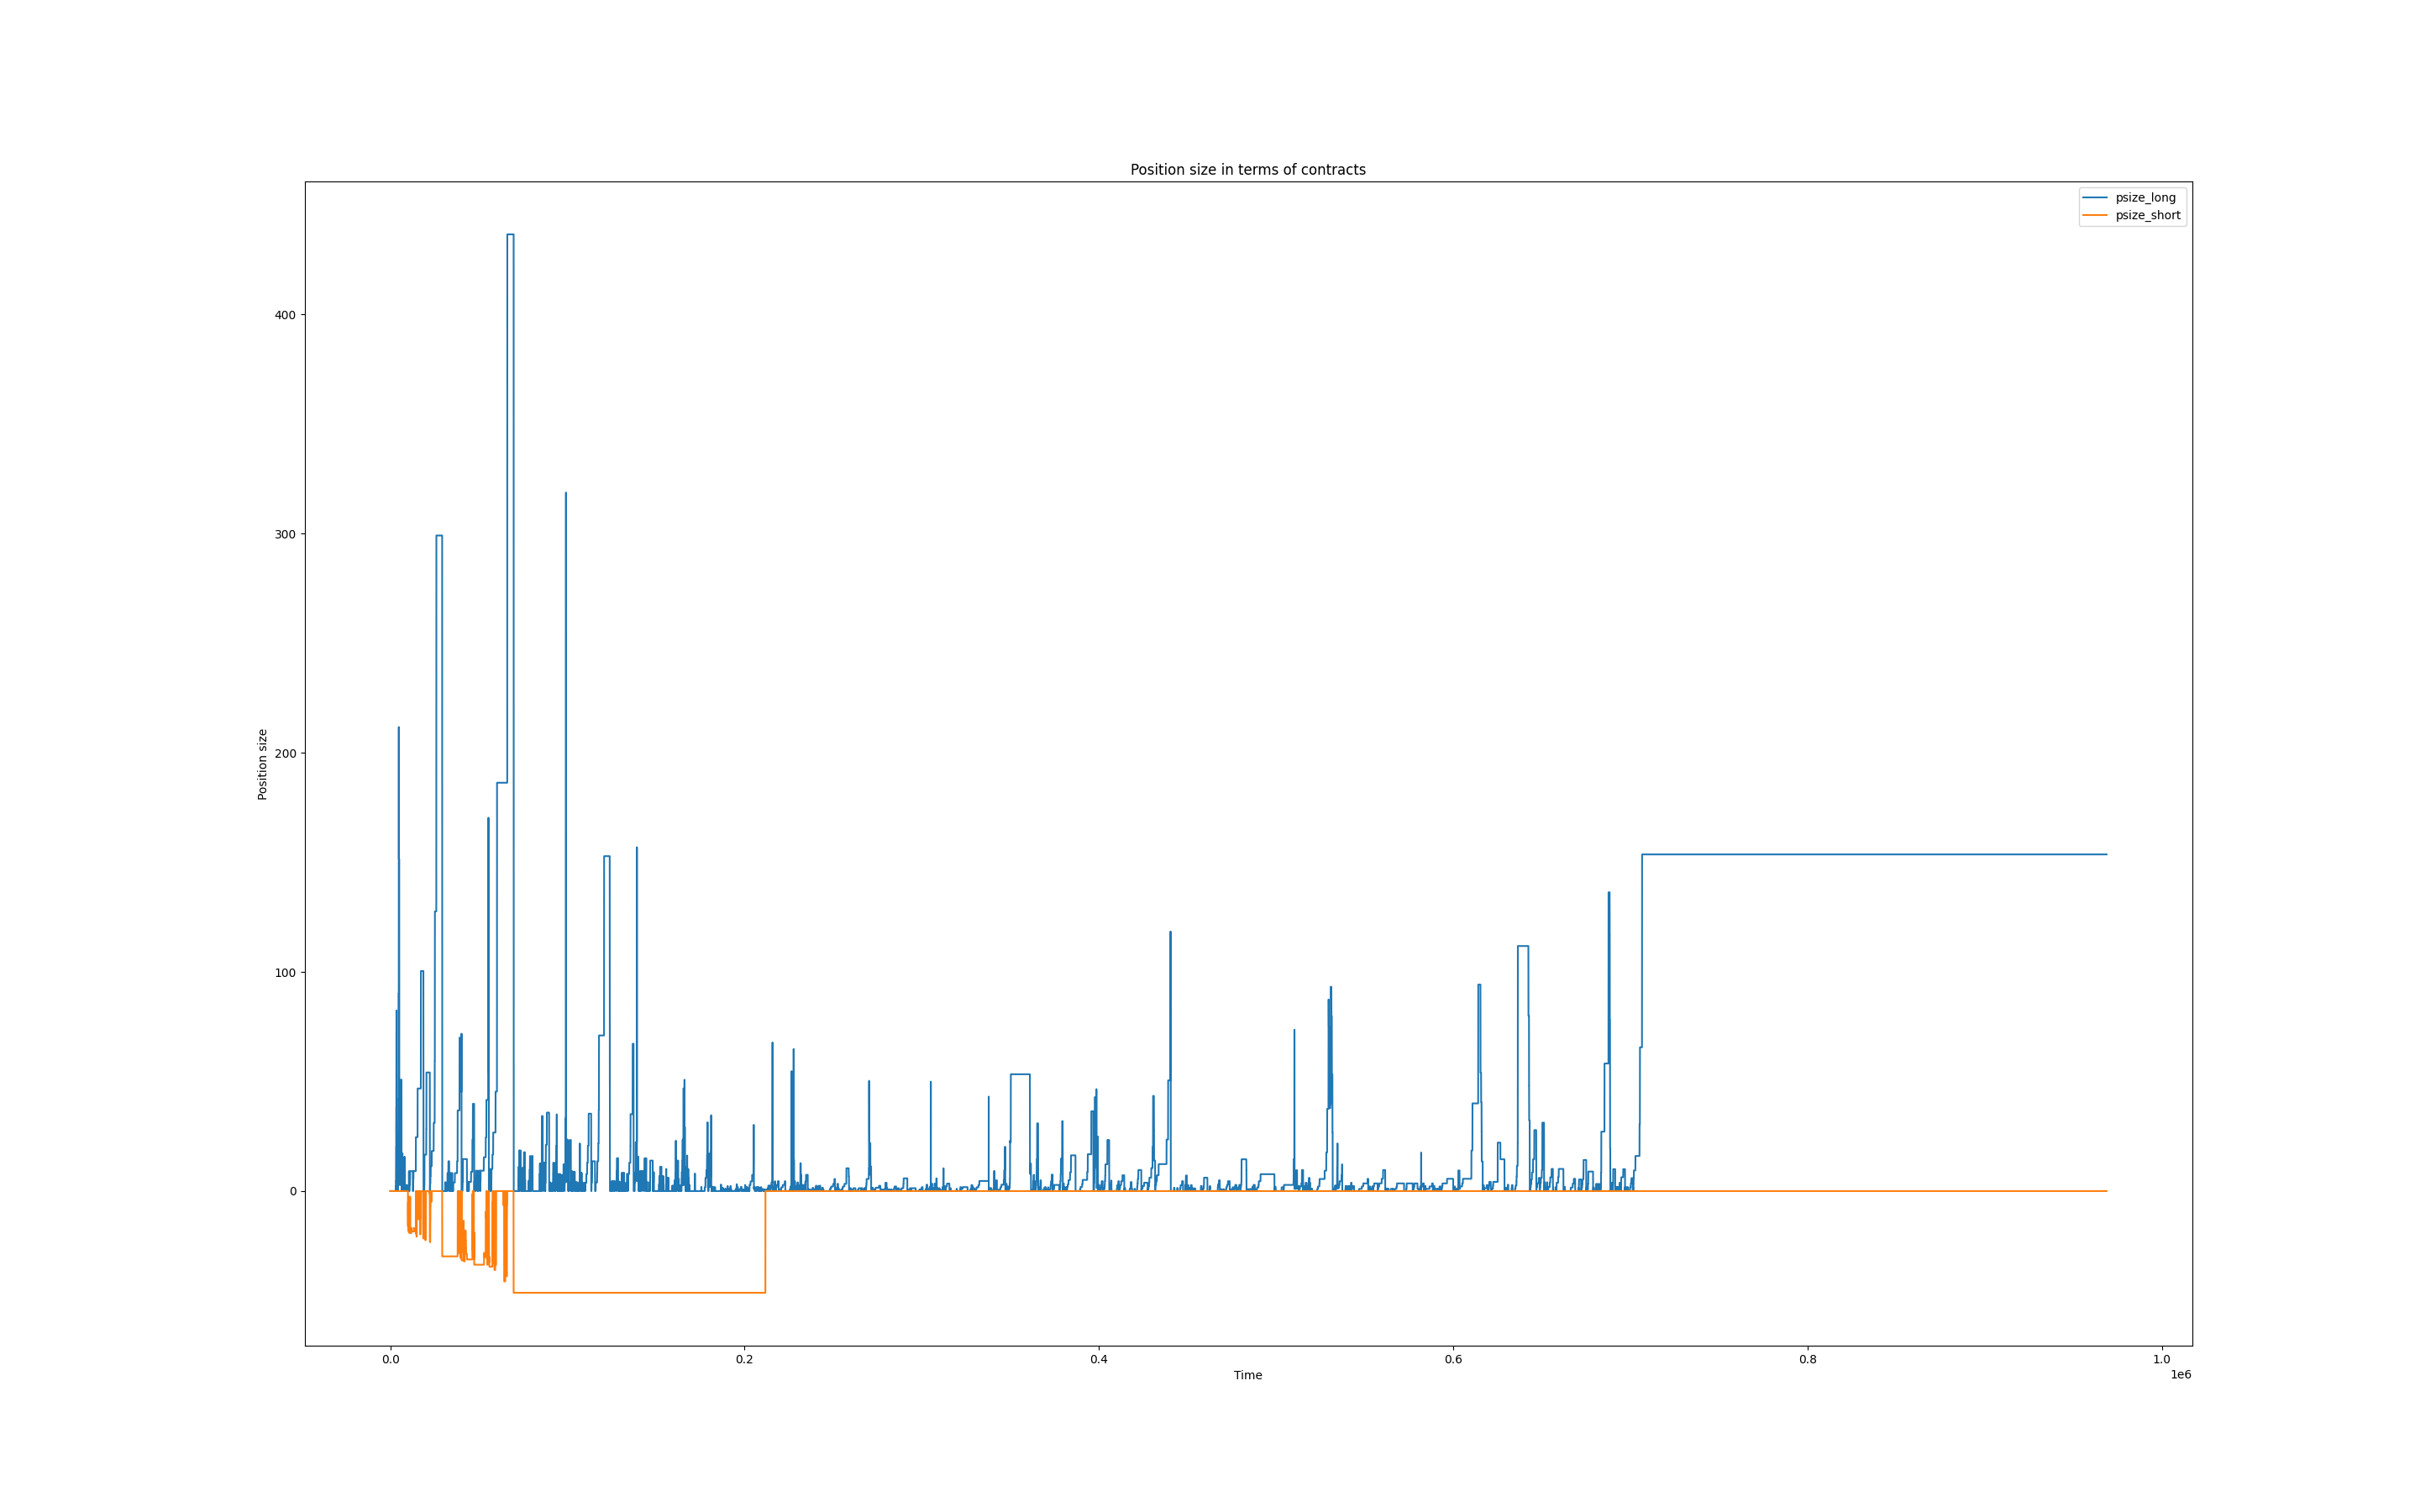 Position size in terms of contracts
psize_long
psize_short
400
300
200
100
0
Position size
0.0 0.2 0.4 0.6 0.8 1.0
1e6
Time